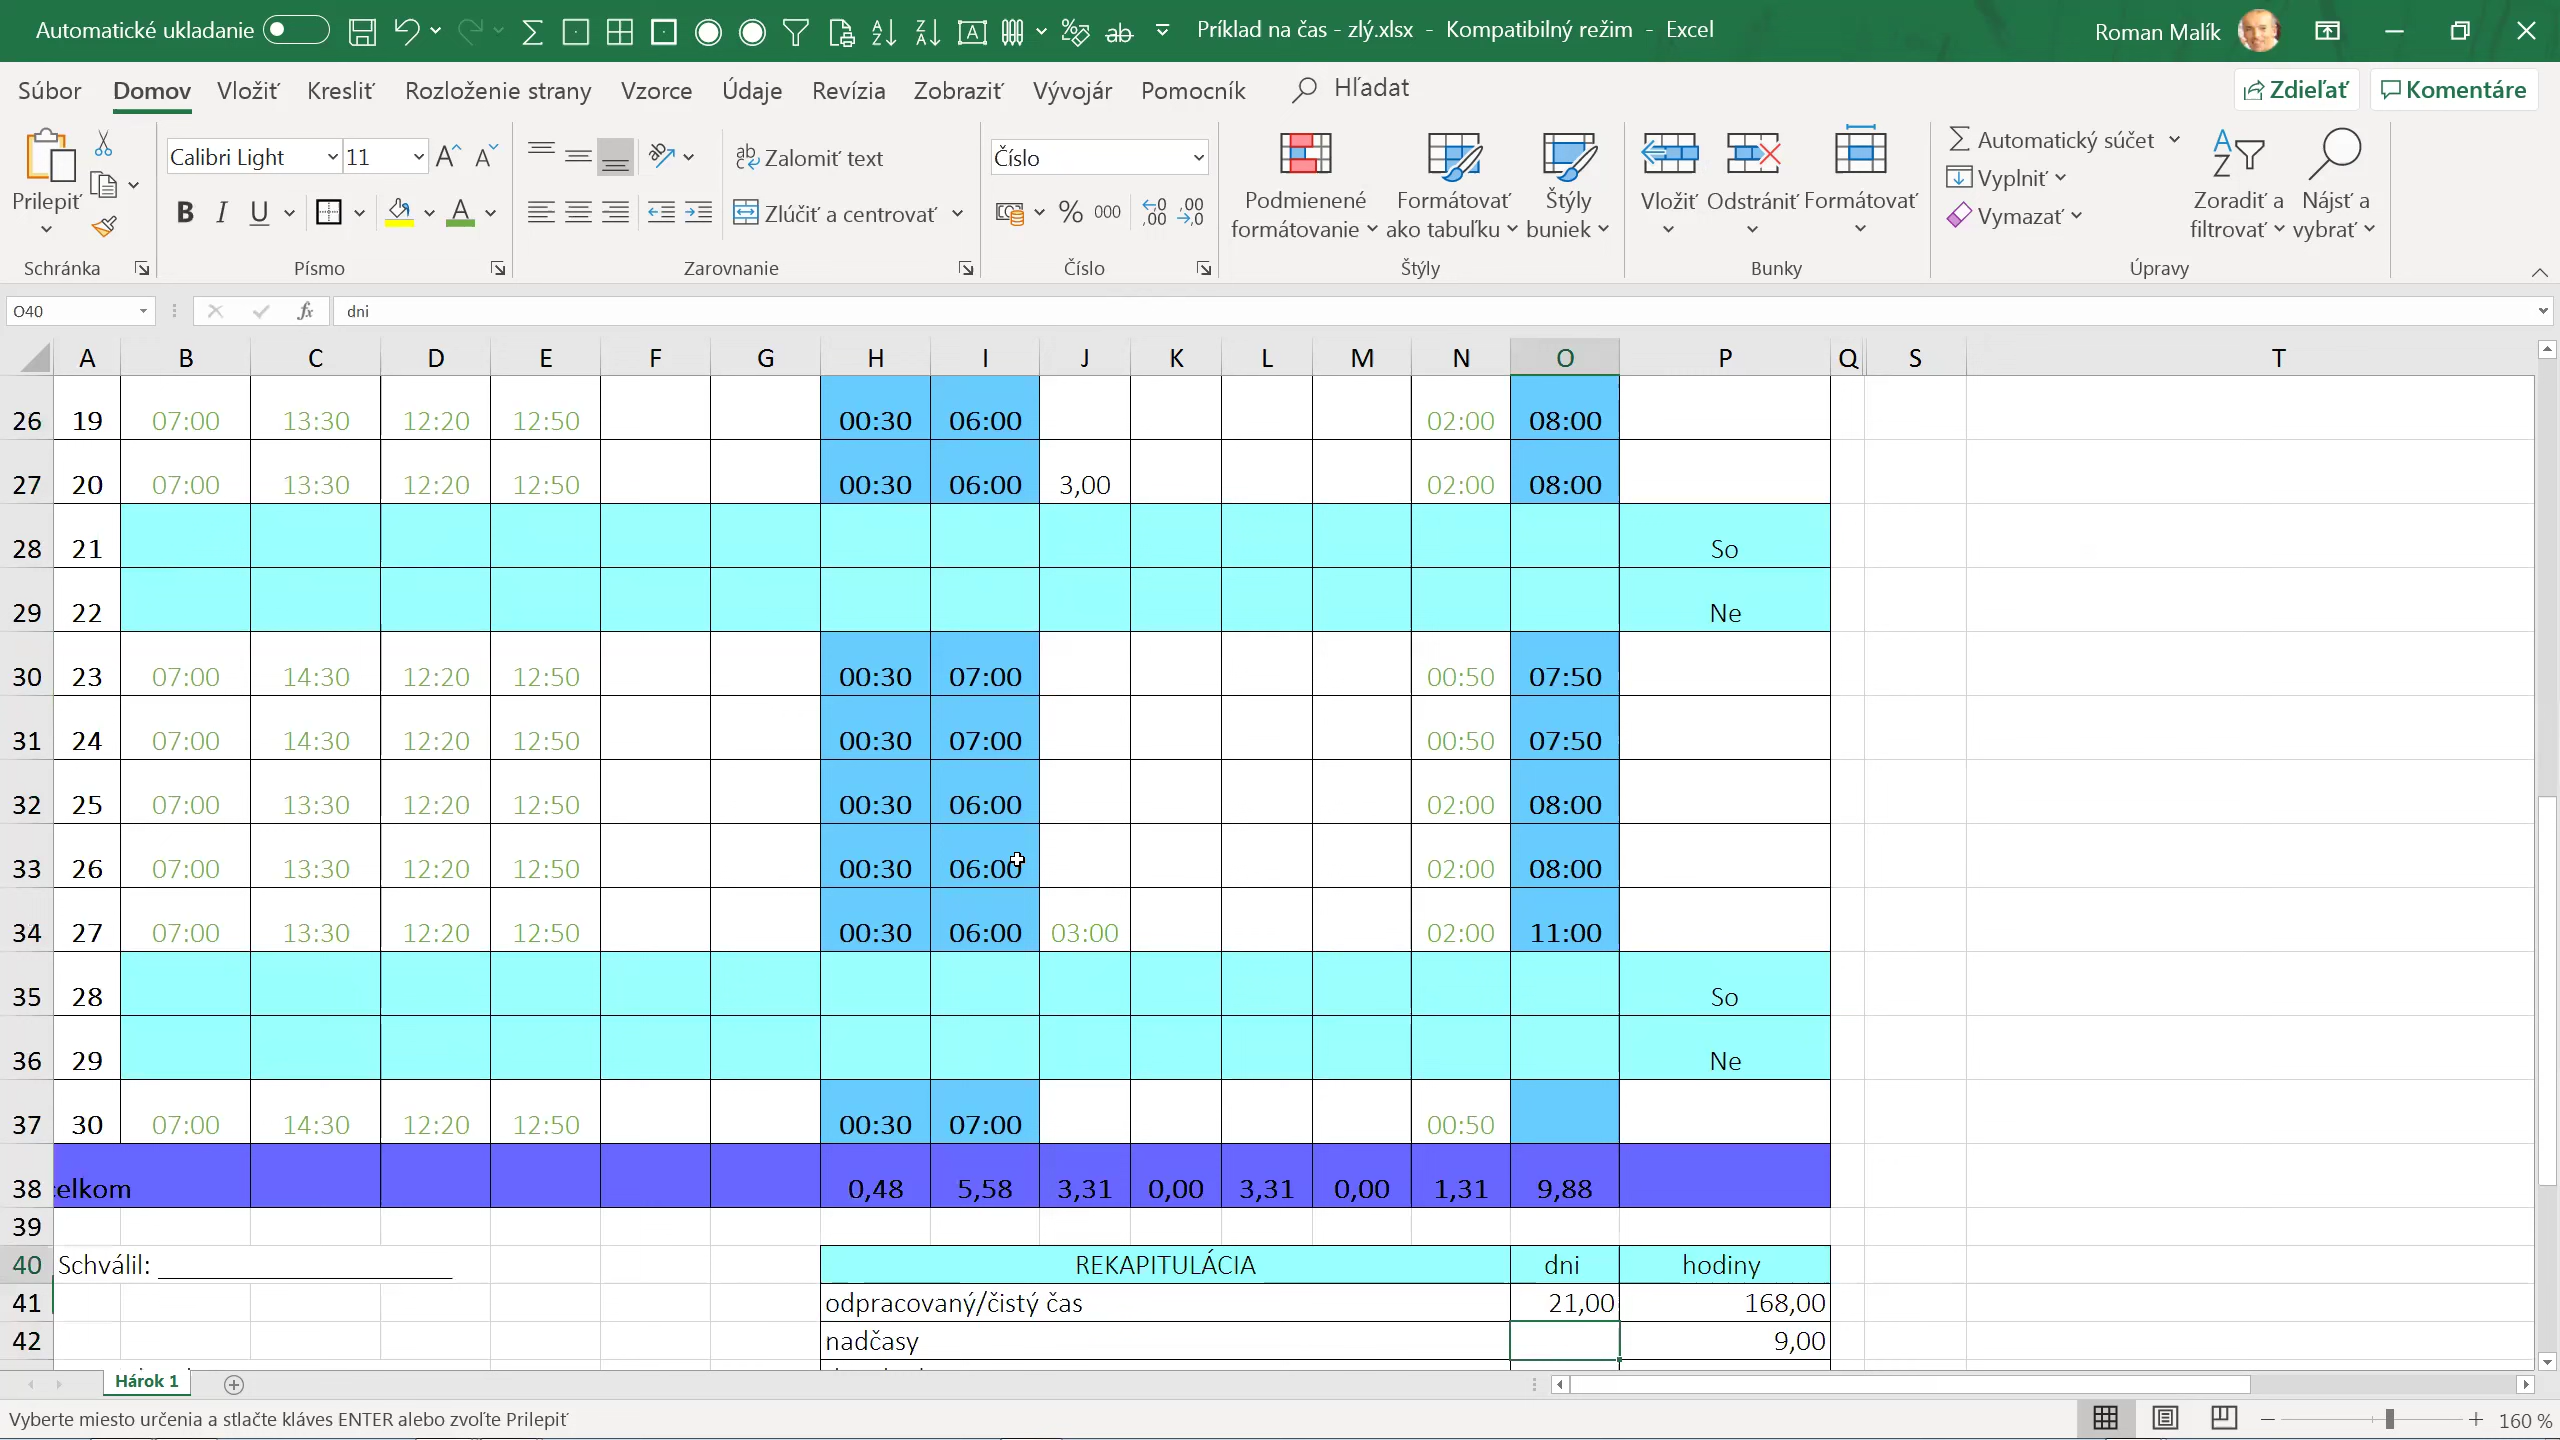 Automatické ukladanie Príklad na čas - zlý.xlsx - Kompatibilný režim - Excel Roman Malík
Súbor Domov Vložiť Kresliť Rozloženie strany Vzorce Údaje Revízia Zobraziť Vývojár Pomocník Hľadať Zdieľať Komentáre
Prilepiť
Calibri Light 11
B I U A
Zalomiť text
Zlúčiť a centrovať
Číslo
% 000
Podmienené
formátovanie
Formátovať
ako tabuľku
Štýly
buniek
Vložiť Odstrániť Formátovať
Automatický súčet
Vyplniť
Vymazať
Zoradiť a
filtrovať
Nájsť a
vybrať
Schránka Písmo Zarovnanie Číslo Štýly Bunky Úpravy
O40 fx dni
A B C D E F G H I J K L M N O P Q S T
26 19 07:00 13:30 12:20 12:50 00:30 06:00 02:00 08:00
27 20 07:00 13:30 12:20 12:50 00:30 06:00 3,00 02:00 08:00
28 21 So
29 22 Ne
30 23 07:00 14:30 12:20 12:50 00:30 07:00 00:50 07:50
31 24 07:00 14:30 12:20 12:50 00:30 07:00 00:50 07:50
32 25 07:00 13:30 12:20 12:50 00:30 06:00 02:00 08:00
33 26 07:00 13:30 12:20 12:50 00:30 06:00 02:00 08:00
34 27 07:00 13:30 12:20 12:50 00:30 06:00 03:00 02:00 11:00
35 28 So
36 29 Ne
37 30 07:00 14:30 12:20 12:50 00:30 07:00 00:50
38 elkom 0,48 5,58 3,31 0,00 3,31 0,00 1,31 9,88
39
40 Schválil: ____________________ REKAPITULÁCIA dni hodiny
41 odpracovaný/čistý čas 21,00 168,00
42 nadčasy 9,00
Hárok 1
Vyberte miesto určenia a stlačte kláves ENTER alebo zvoľte Prilepiť 160 %